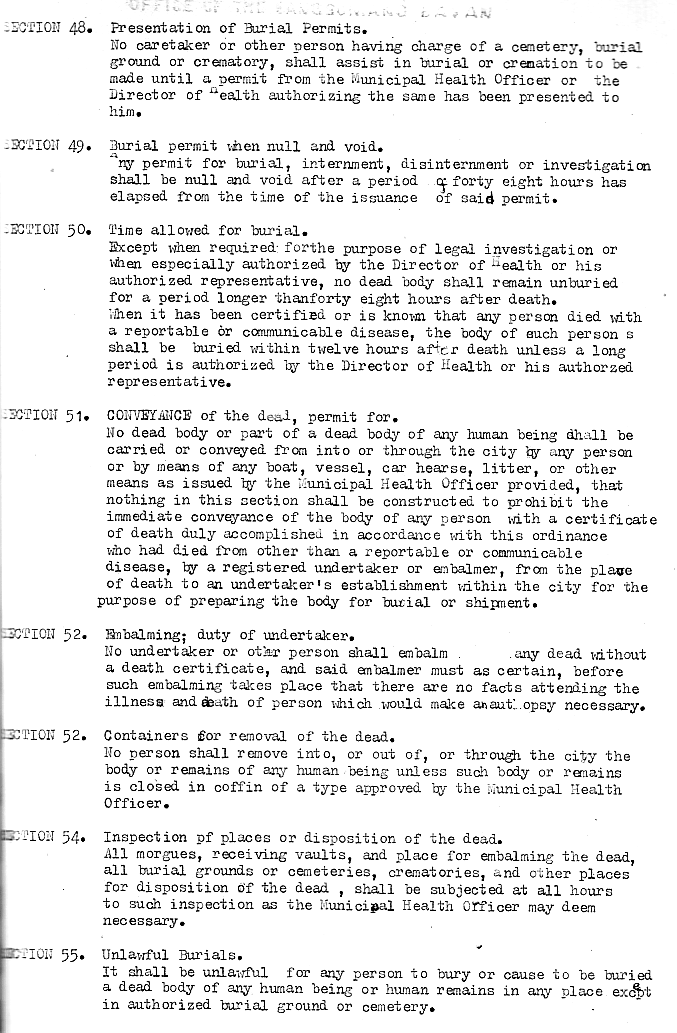 OFFICE OF THE SANGGUNIANG BAYAN
SECTION 48. Presentation of Burial Permits.
No caretaker or other person having charge of a cemetery, burial
ground or crematory, shall assist in burial or cremation to be
made until a permit from the Municipal Health Officer or the
Director of Health authorizing the same has been presented to
him.
SECTION 49. Burial permit when null and void.
Any permit for burial, internment, disinternment or investigation
shall be null and void after a period of forty eight hours has
elapsed from the time of the issuance of said permit.
SECTION 50. Time allowed for burial.
Except when required forthe purpose of legal investigation or
when especially authorized by the Director of Health or his
authorized representative, no dead body shall remain unburied
for a period longer thanforty eight hours after death.
When it has been certified or is known that any person died with
a reportable or communicable disease, the body of such person s
shall be buried within twelve hours after death unless a long
period is authorized by the Director of Health or his authorzed
representative.
SECTION 51. CONVEYANCE of the dead, permit for.
No dead body or part of a dead body of any human being dhall be
carried or conveyed from into or through the city by any person
or by means of any boat, vessel, car hearse, litter, or other
means as issued by the Municipal Health Officer provided, that
nothing in this section shall be constructed to prohibit the
immediate conveyance of the body of any person with a certificate
of death duly accomplished in accordance with this ordinance
who had died from other than a reportable or communicable
disease, by a registered undertaker or embalmer, from the place
of death to an undertaker's establishment within the city for the
purpose of preparing the body for burial or shipment.
SECTION 52. Embalming; duty of undertaker.
No undertaker or other person shall embalm any dead without
a death certificate, and said embalmer must as certain, before
such embalming takes place that there are no facts attending the
illness and death of person which would make anautopsy necessary.
SECTION 52. Containers for removal of the dead.
No person shall remove into, or out of, or through the city the
body or remains of any human being unless such body or remains
is closed in coffin of a type approved by the Municipal Health
Officer.
SECTION 54. Inspection pf places or disposition of the dead.
All morgues, receiving vaults, and place for embalming the dead,
all burial grounds or cemeteries, crematories, and other places
for disposition of the dead , shall be subjected at all hours
to such inspection as the Municipal Health Officer may deem
necessary.
SECTION 55. Unlawful Burials.
It shall be unlawful for any person to bury or cause to be buried
a dead body of any human being or human remains in any place except
in authorized burial ground or cemetery.